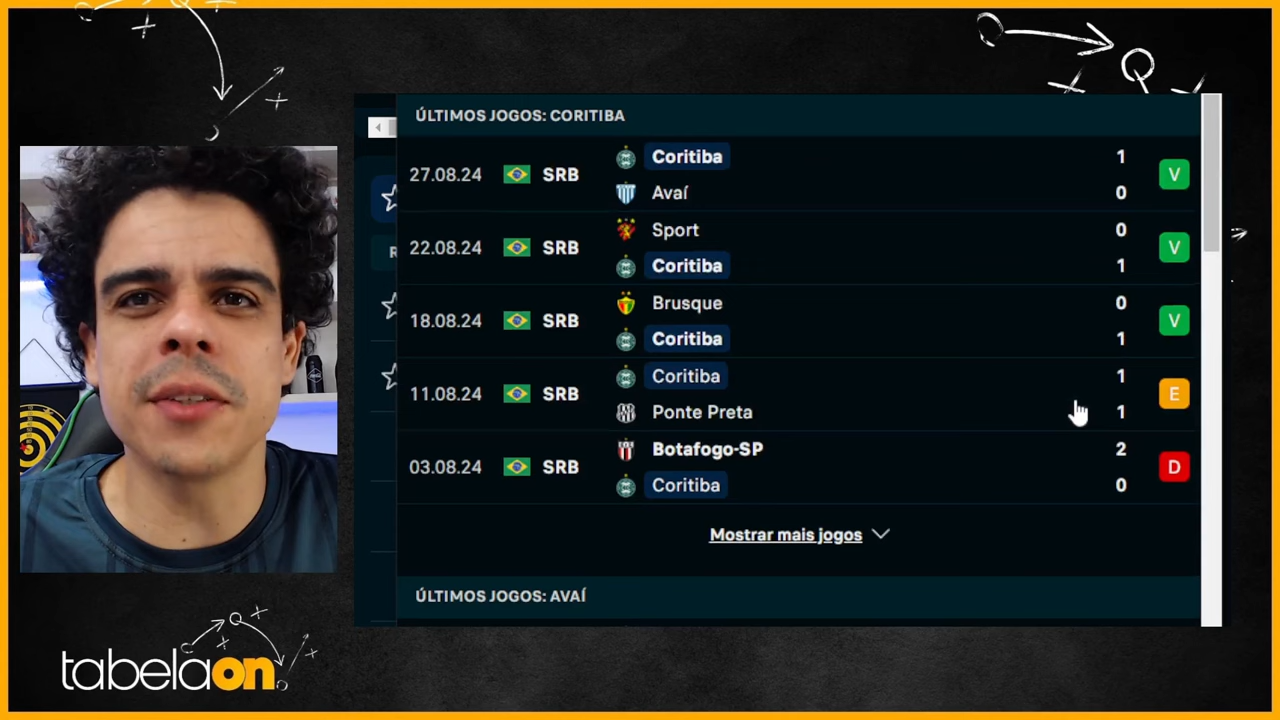 ÚLTIMOS JOGOS: CORITIBA
27.08.24 SRB Coritiba 1 V
Avaí 0
22.08.24 SRB Sport 0 V
Coritiba 1
18.08.24 SRB Brusque 0 V
Coritiba 1
11.08.24 SRB Coritiba 1 E
Ponte Preta 1
03.08.24 SRB Botafogo-SP 2 D
Coritiba 0
Mostrar mais jogos
ÚLTIMOS JOGOS: AVAÍ
tabelaon